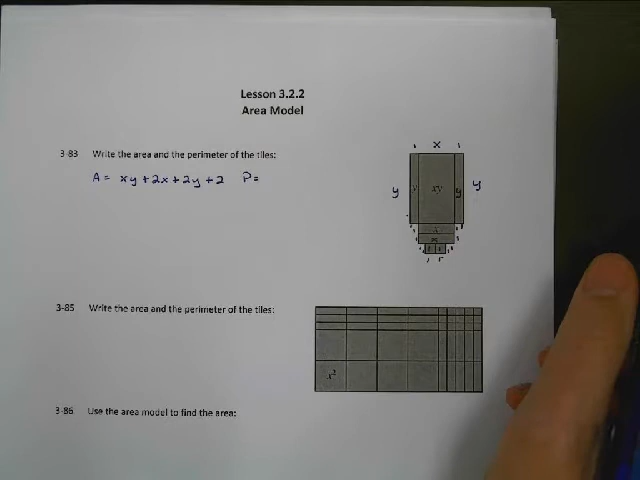 Lesson 3.2.2
Area Model
3-83 Write the area and the perimeter of the tiles:
A = xy + 2x + 2y + 2 P =
1 x 1
y y xy y y
x
x
3-85 Write the area and the perimeter of the tiles:
x²
3-86 Use the area model to find the area: